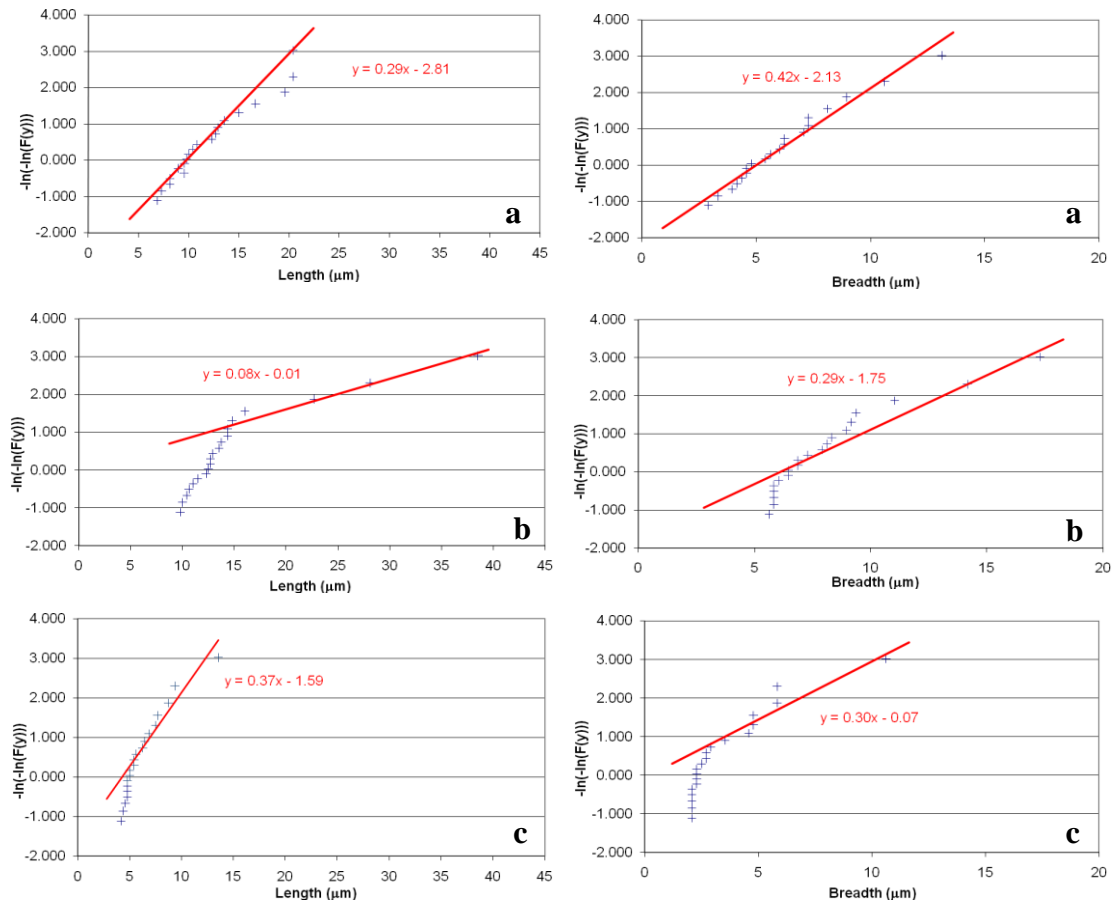 4.000
3.000
2.000
1.000
0.000
-1.000
-2.000
-ln(-ln(F(y)))
y = 0.29x - 2.81
a
0 5 10 15 20 25 30 35 40 45
Length (µm)
4.000
3.000
2.000
1.000
0.000
-1.000
-2.000
-ln(-ln(F(y)))
y = 0.42x - 2.13
a
0 5 10 15 20
Breadth (µm)
4.000
3.000
2.000
1.000
0.000
-1.000
-2.000
-ln(-ln(F(y)))
y = 0.08x - 0.01
b
0 5 10 15 20 25 30 35 40 45
Length (µm)
4.000
3.000
2.000
1.000
0.000
-1.000
-2.000
-ln(-ln(F(y)))
y = 0.29x - 1.75
b
0 5 10 15 20
Breadth (µm)
4.000
3.000
2.000
1.000
0.000
-1.000
-2.000
-ln(-ln(F(y)))
y = 0.37x - 1.59
c
0 5 10 15 20 25 30 35 40 45
Length (µm)
4.000
3.000
2.000
1.000
0.000
-1.000
-2.000
-ln(-ln(F(y)))
y = 0.30x - 0.07
c
0 5 10 15 20
Breadth (µm)